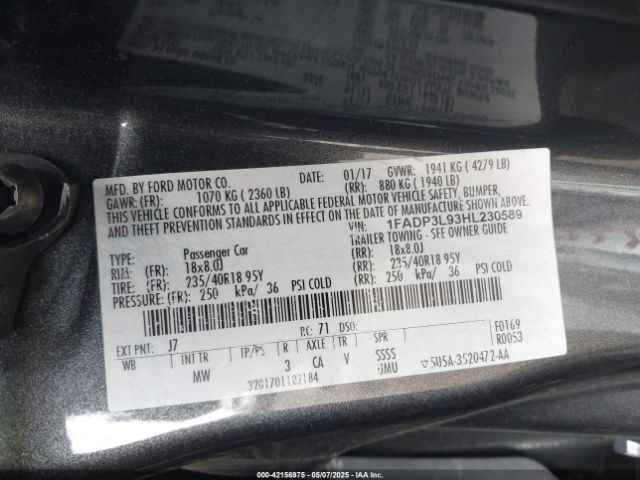 MFD. BY FORD MOTOR CO.
01/17 GVWR: 1941 KG ( 4279 LB)
GAWR: (FR): 1070 KG ( 2360 LB) (RR): 880 KG ( 1940 LB)
THIS VEHICLE CONFORMS TO ALL APPLICABLE FEDERAL MOTOR VEHICLE SAFETY, BUMPER,
AND THEFT PREVENTION STANDARDS IN EFFECT ON THE DATE OF MANUFACTURE SHOWN ABOVE.
VIN: 1FADP3L93HL230589
TYPE: Passenger Car TRAILER TOWING - SEE OWNER GUIDE
RIM: (FR): 18x8.0J (RR): 18x8.0J
TIRE: (FR): 235/40R18 95Y (RR): 235/40R18 95Y
PRESSURE: (FR): 250 kPa/ 36 PSI COLD (RR): 250 kPa/ 36 PSI COLD
F0169
R0053
EXT PNT: J7 RC: 71 DSO:
WB INT TR TP/PS R AXLE TR SPR
MW 3 CA V SSSS
5MU ▽5U5A-3520472-AA
3201701182184
000-42156975 - 05/07/2025 - IAAI.COM